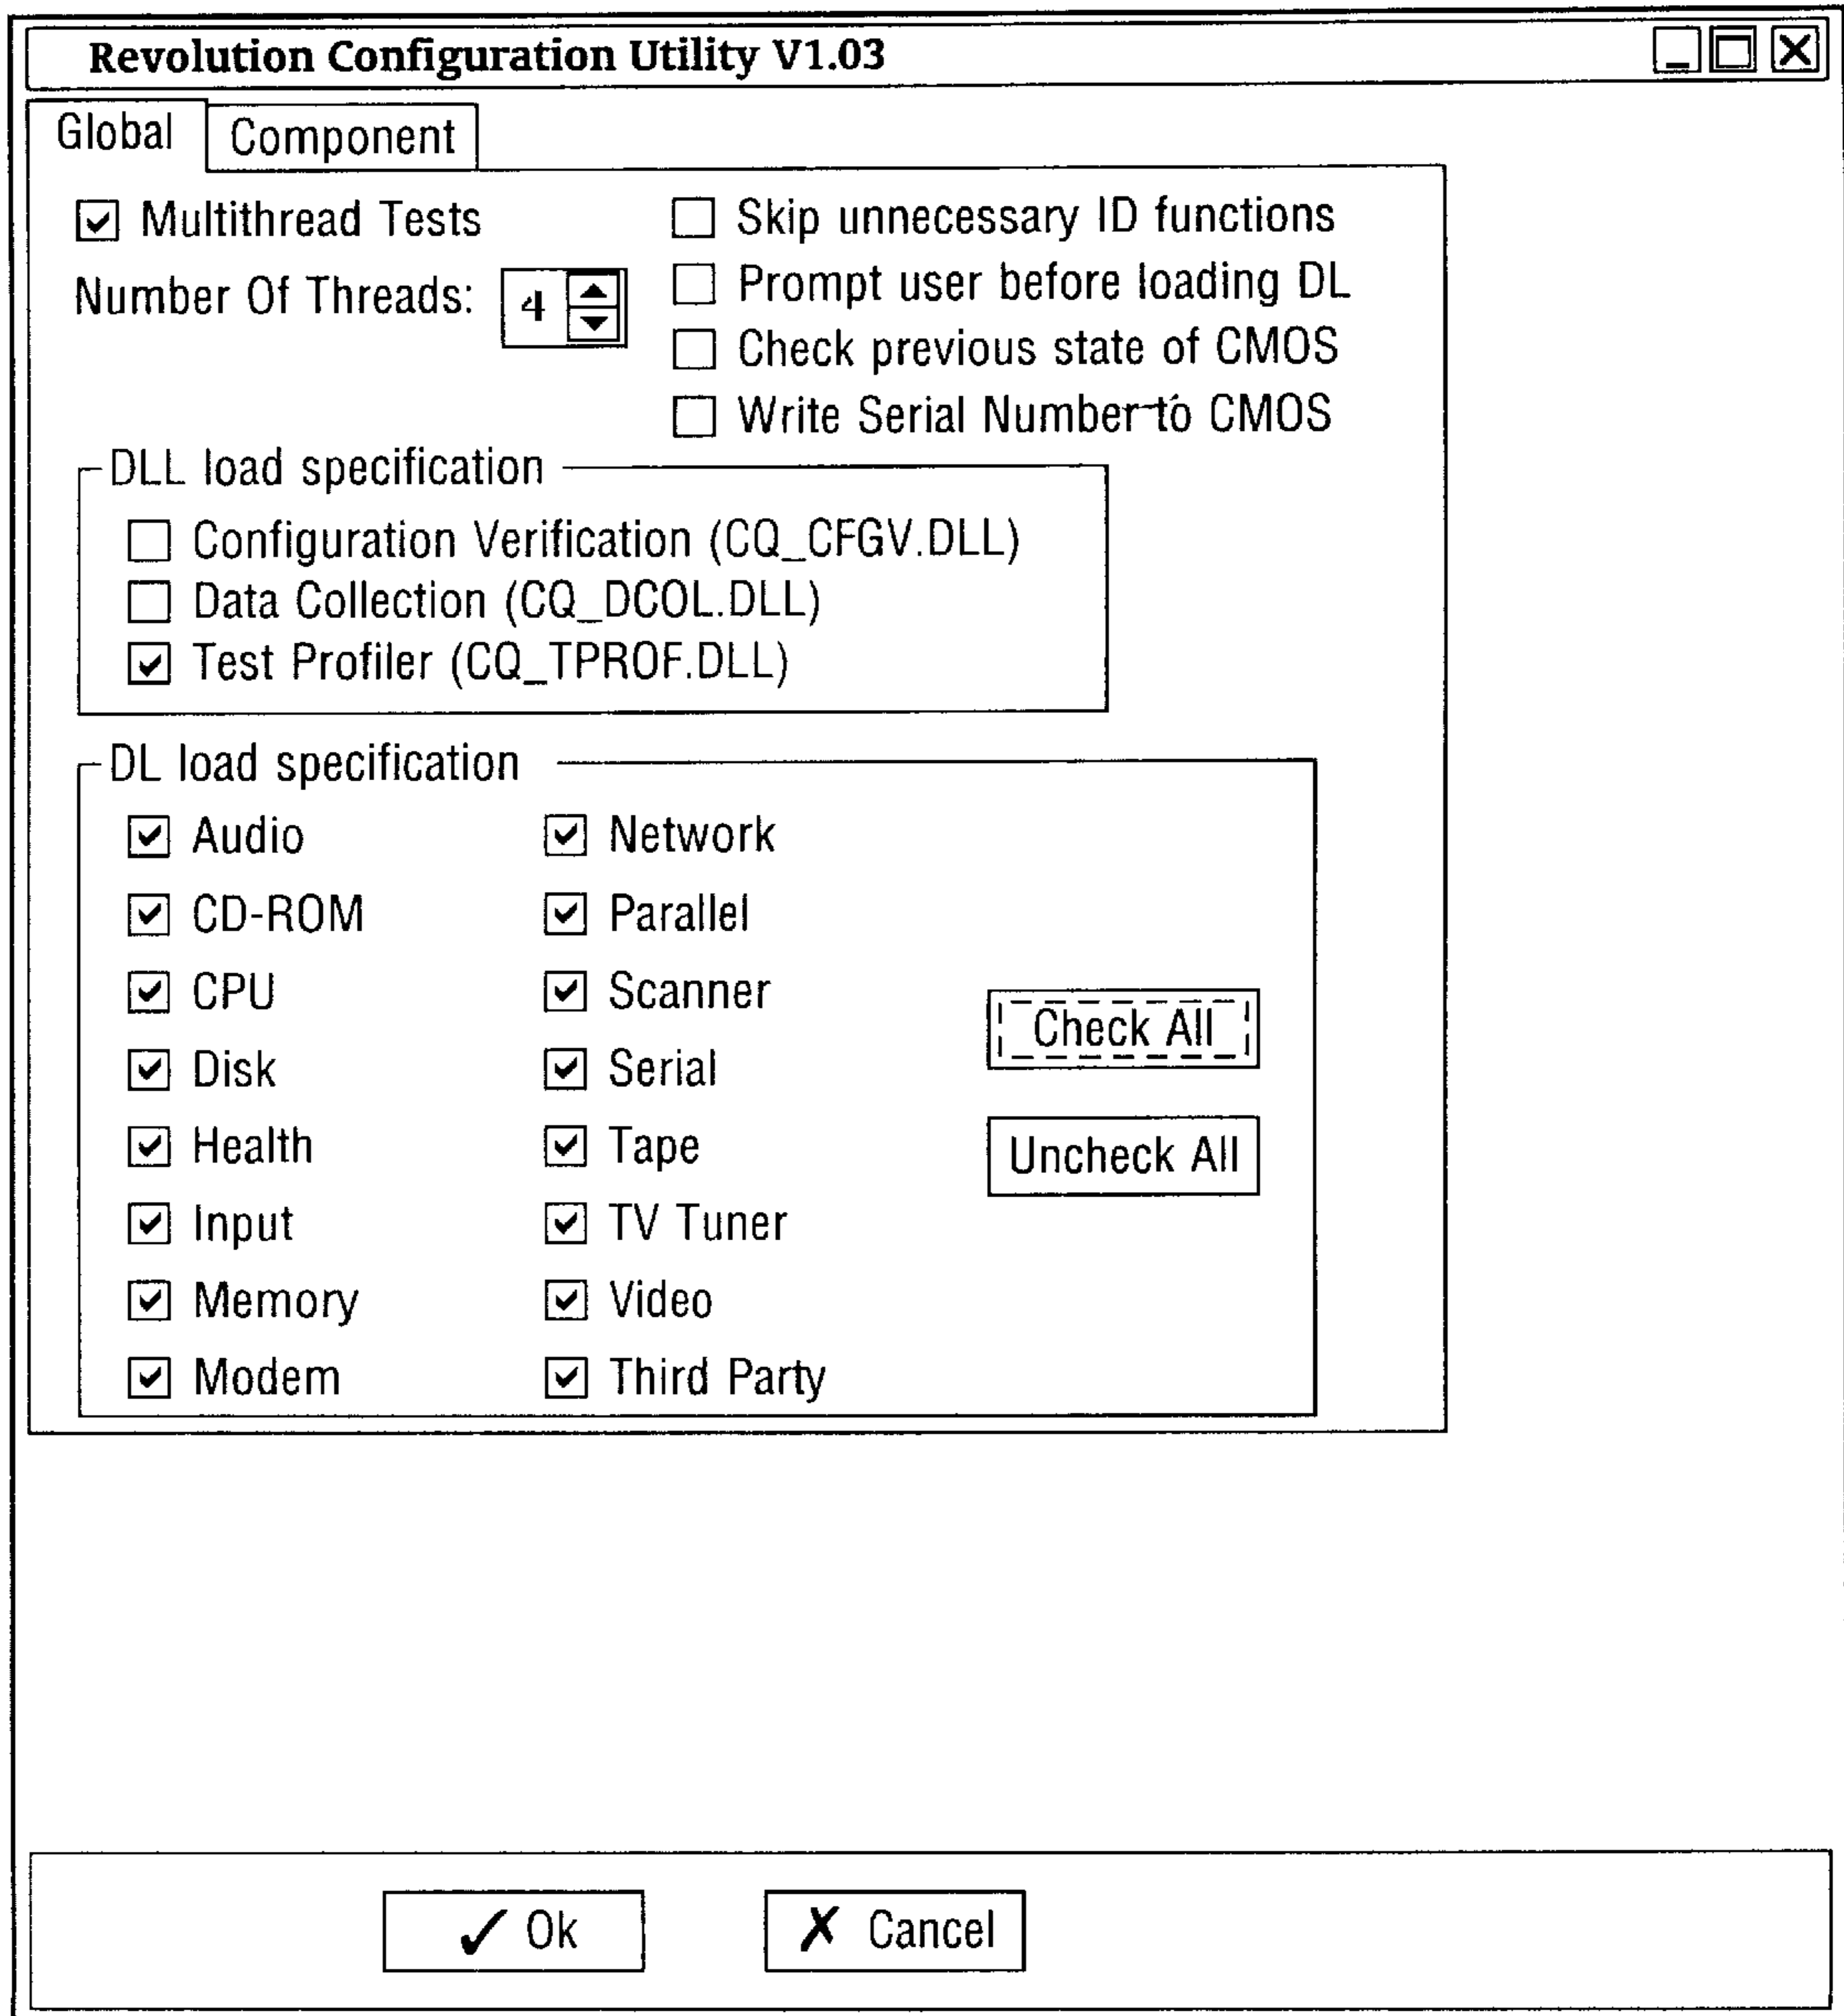 Revolution Configuration Utility V1.03
Global Component
Multithread Tests
Number Of Threads: 4
Skip unnecessary ID functions
Prompt user before loading DL
Check previous state of CMOS
Write Serial Number to CMOS
DLL load specification
Configuration Verification (CQ_CFGV.DLL)
Data Collection (CQ_DCOL.DLL)
Test Profiler (CQ_TPROF.DLL)
DL load specification
Audio
CD-ROM
CPU
Disk
Health
Input
Memory
Modem
Network
Parallel
Scanner
Serial
Tape
TV Tuner
Video
Third Party
Check All
Uncheck All
Ok
Cancel